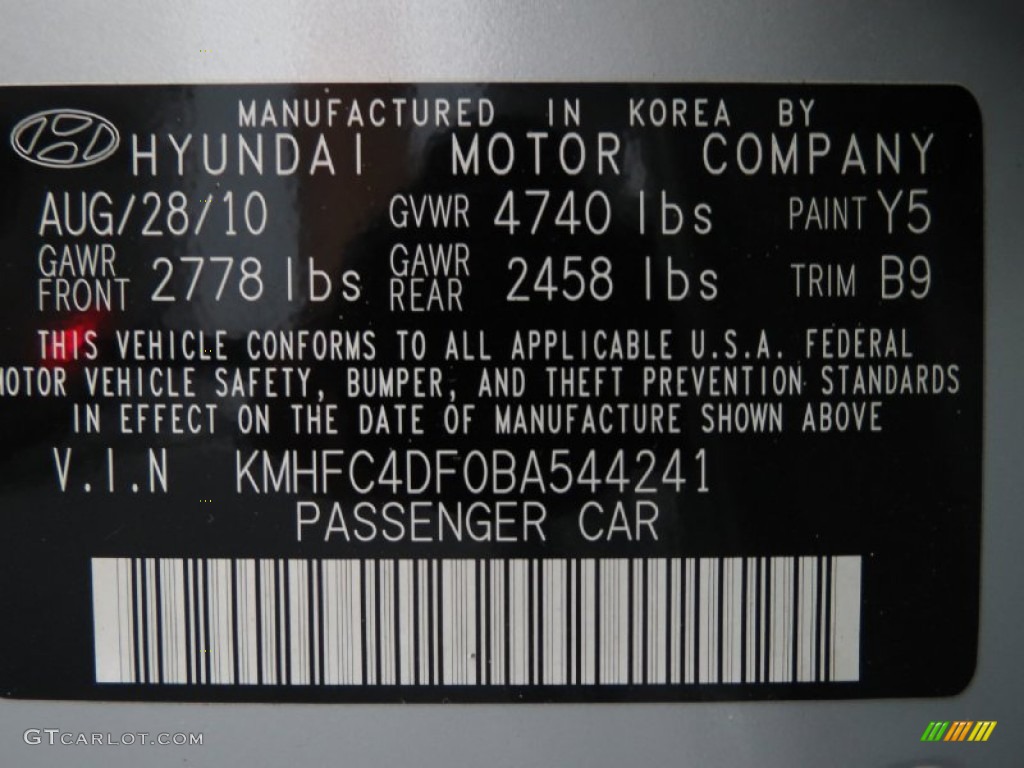 MANUFACTURED IN KOREA BY
HYUNDAI MOTOR COMPANY
AUG/28/10 GVWR 4740 lbs PAINT Y5
GAWR FRONT 2778 lbs GAWR REAR 2458 lbs TRIM B9
THIS VEHICLE CONFORMS TO ALL APPLICABLE U.S.A. FEDERAL
MOTOR VEHICLE SAFETY, BUMPER, AND THEFT PREVENTION STANDARDS
IN EFFECT ON THE DATE OF MANUFACTURE SHOWN ABOVE
V.I.N KMHFC4DF0BA544241
PASSENGER CAR
GTCARLOT.COM